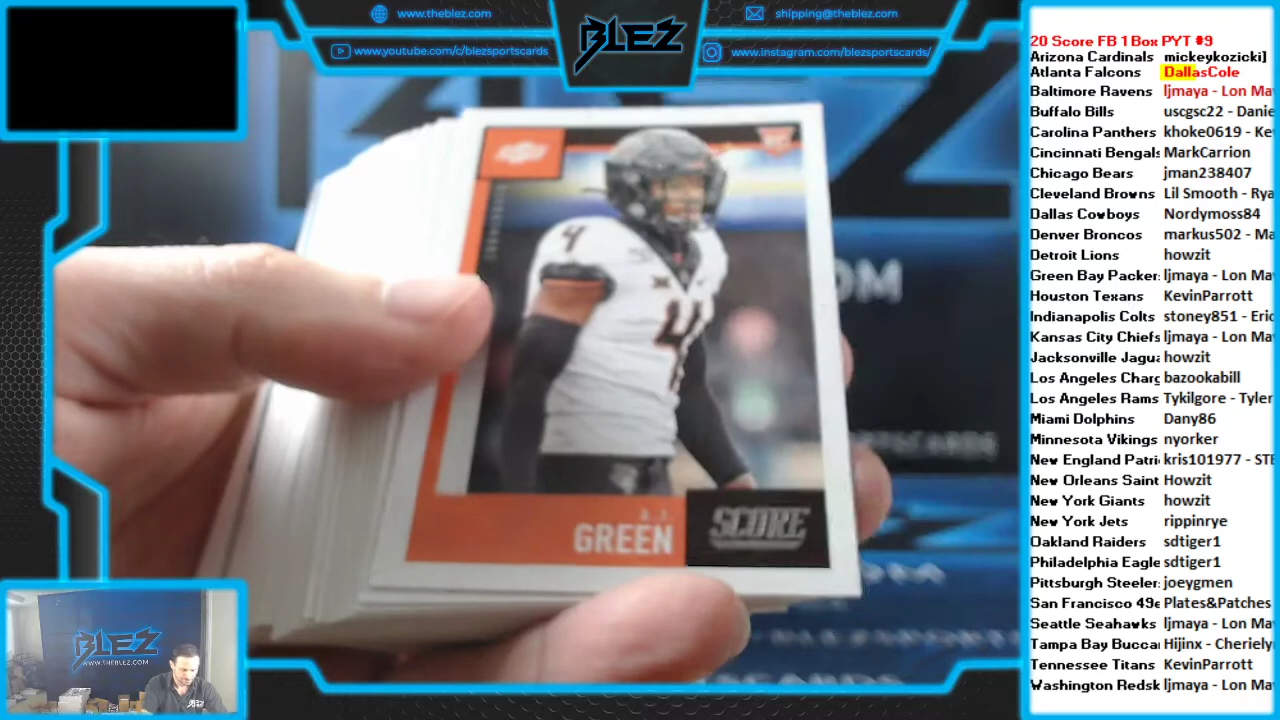 www.theblez.com
shipping@theblez.com
BLEZ
www.youtube.com/c/blezsportscards
www.instagram.com/blezsportscards/
20 Score FB 1 Box PYT #9
Arizona Cardinals mickeykozicki]
Atlanta Falcons DallasCole
Baltimore Ravens ljmaya - Lon Ma
Buffalo Bills uscgsc22 - Danie
Carolina Panthers khoke0619 - Ke
Cincinnati Bengals MarkCarrion
Chicago Bears jman238407
Cleveland Browns Lil Smooth - Rya
Dallas Cowboys Nordymoss84
Denver Broncos markus502 - Ma
Detroit Lions howzit
Green Bay Packer ljmaya - Lon Ma
Houston Texans KevinParrott
Indianapolis Colts stoney851 - Eric
Kansas City Chiefs ljmaya - Lon Ma
Jacksonville Jagua howzit
Los Angeles Charg bazookabill
Los Angeles Rams Tykilgore - Tyler
Miami Dolphins Dany86
Minnesota Vikings nyorker
New England Patri kris101977 - STE
New Orleans Saint Howzit
New York Giants howzit
New York Jets rippinrye
Oakland Raiders sdtiger1
Philadelphia Eagle sdtiger1
Pittsburgh Steeler joeygmen
San Francisco 49e Plates&Patches
Seattle Seahawks ljmaya - Lon Ma
Tampa Bay Bucca Hijinx - Cheriely
Tennessee Titans KevinParrott
Washington Redsk ljmaya - Lon Ma
4
4
GREEN
SCORE
OM
BLEZ
WWW.THEBLEZ.COM